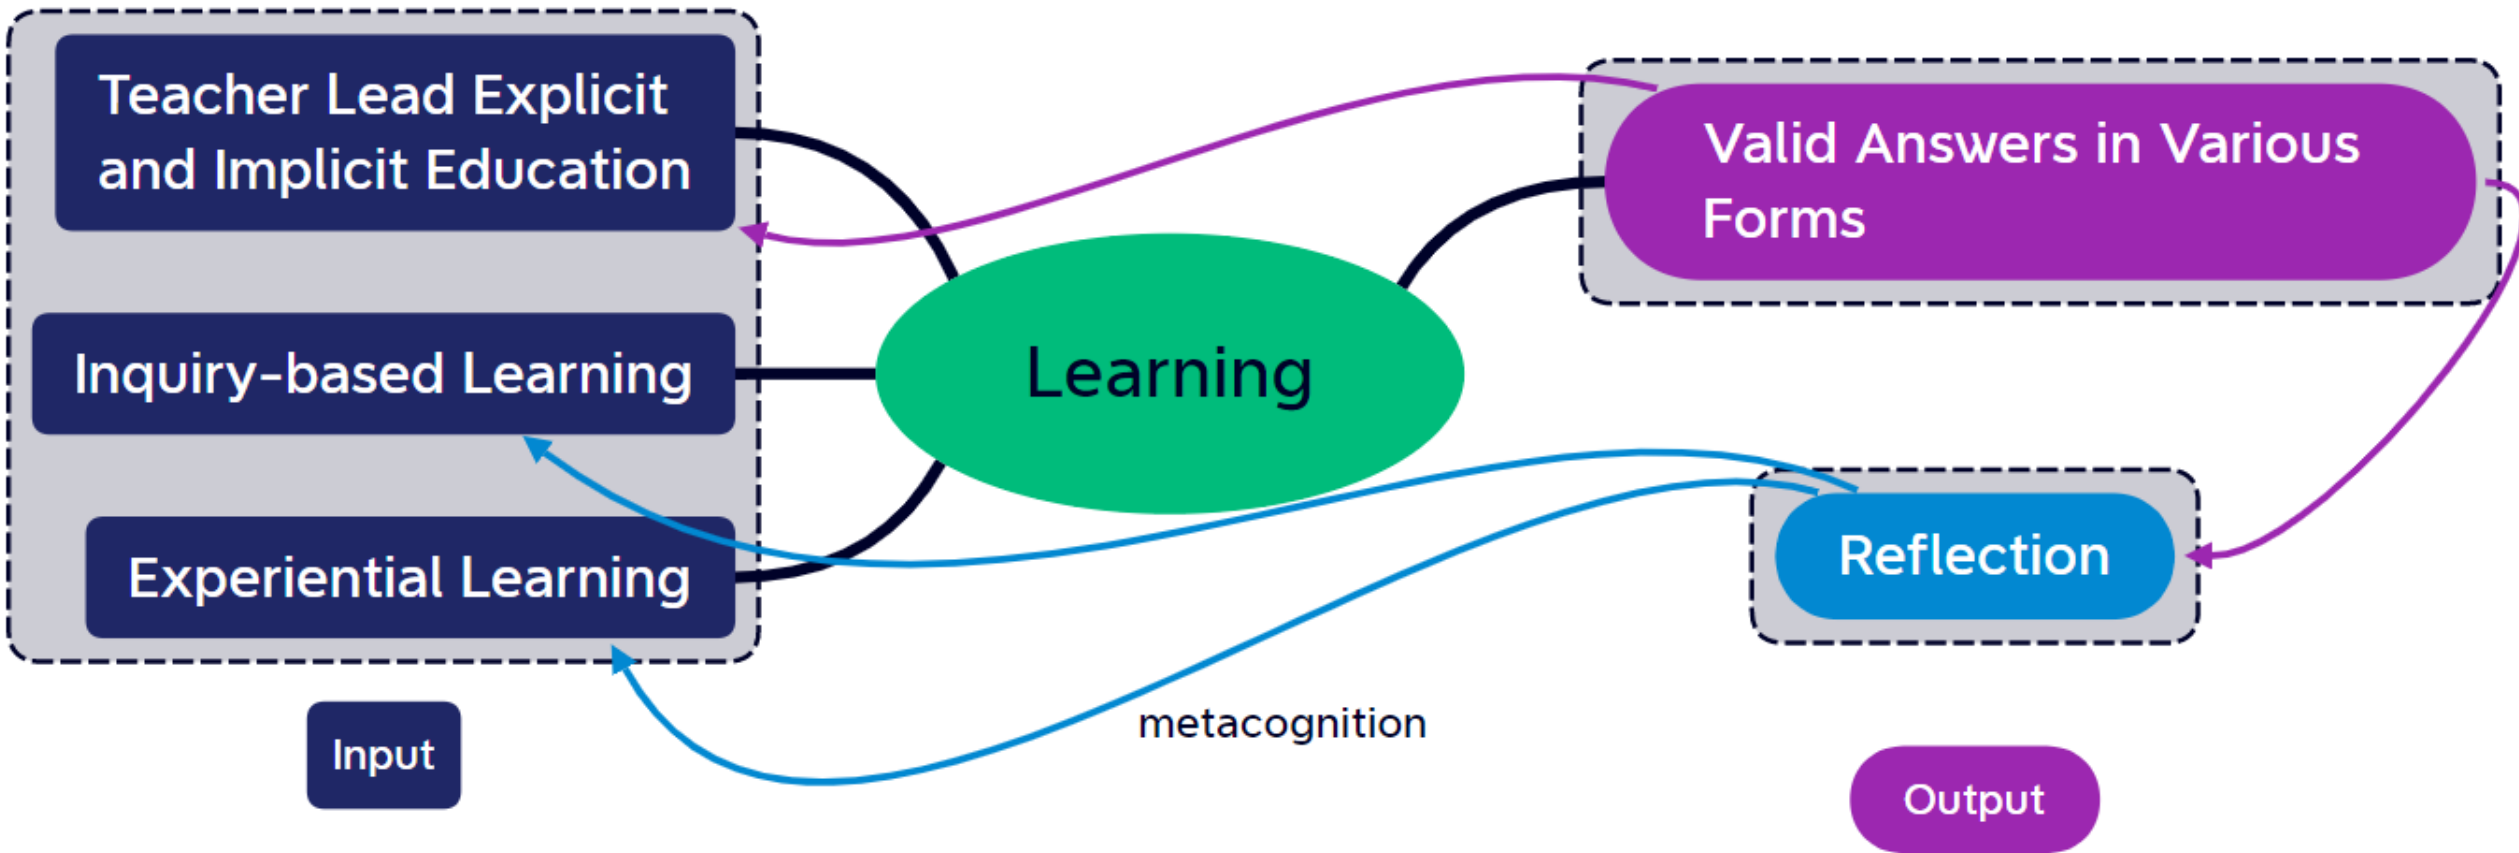 Teacher Lead Explicit
and Implicit Education
Valid Answers in Various
Forms
Inquiry-based Learning
Learning
Experiential Learning
Reflection
metacognition
Input
Output